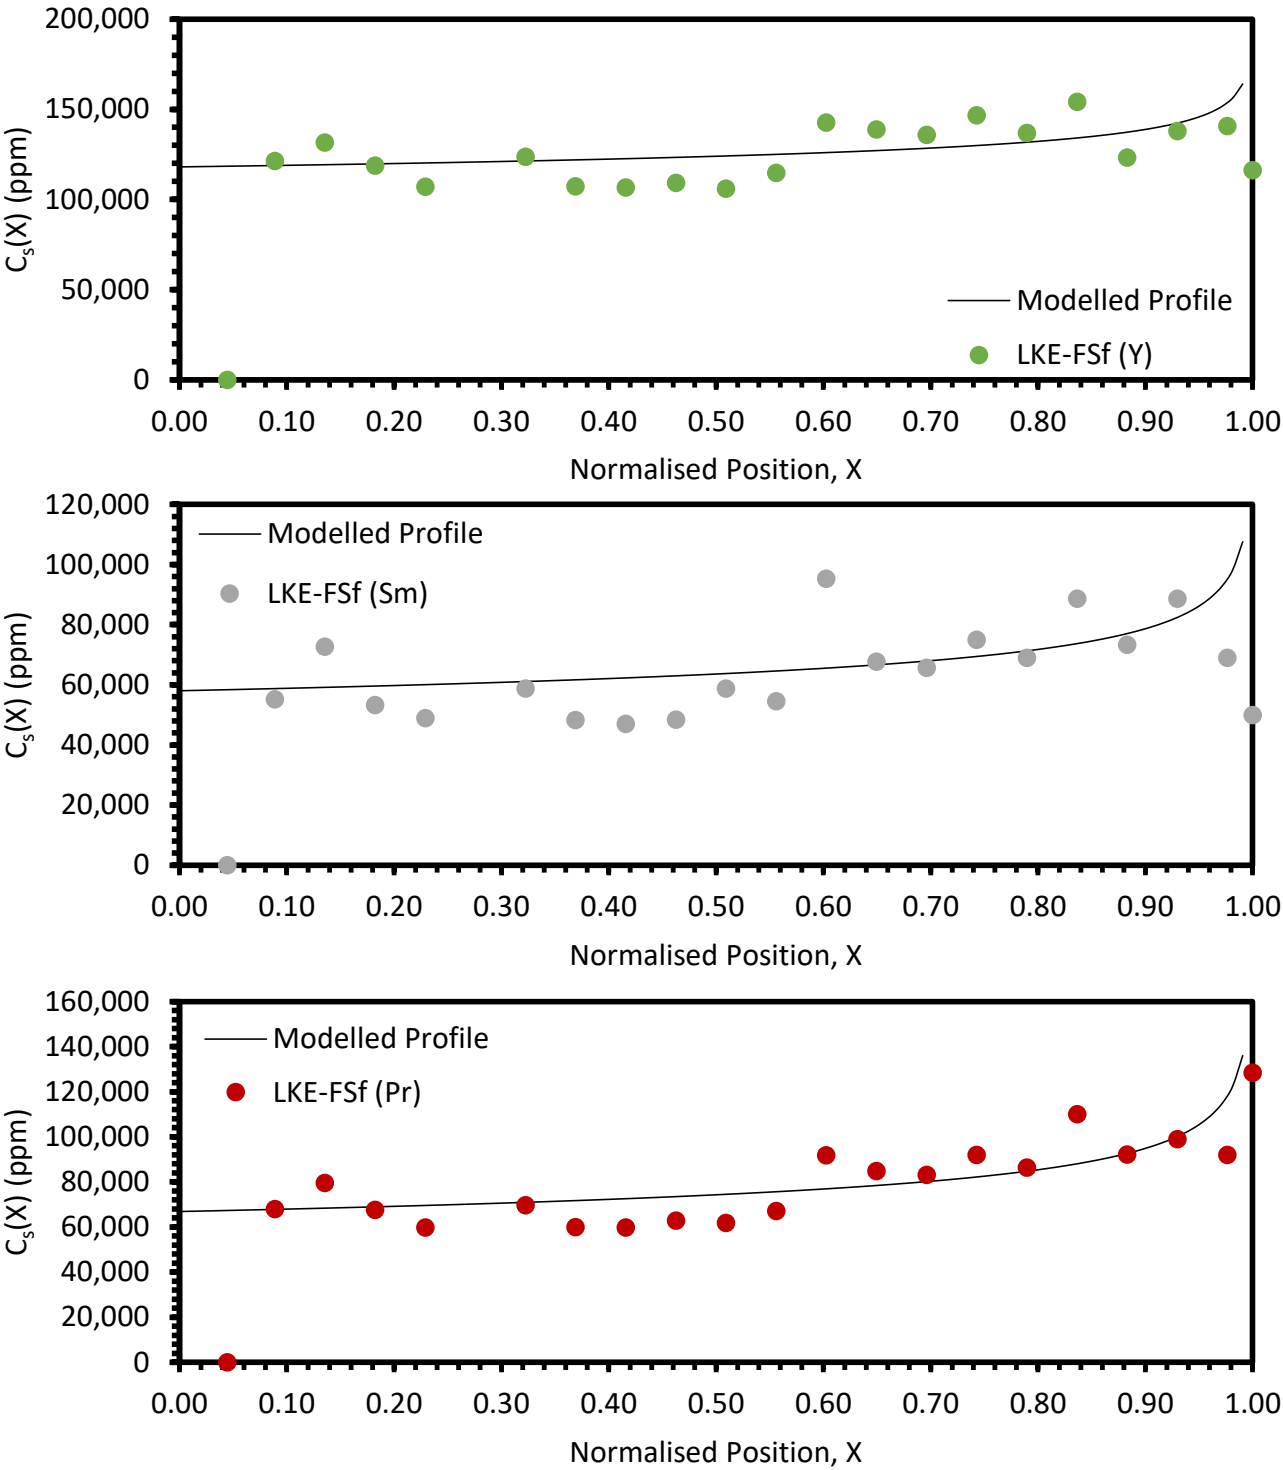 200,000
150,000
100,000
50,000
0
Cₛ(X) (ppm)
Modelled Profile
LKE-FSf (Y)
0.00 0.10 0.20 0.30 0.40 0.50 0.60 0.70 0.80 0.90 1.00
Normalised Position, X
120,000
100,000
80,000
60,000
40,000
20,000
0
Cₛ(X) (ppm)
Modelled Profile
LKE-FSf (Sm)
0.00 0.10 0.20 0.30 0.40 0.50 0.60 0.70 0.80 0.90 1.00
Normalised Position, X
160,000
140,000
120,000
100,000
80,000
60,000
40,000
20,000
0
Cₛ(X) (ppm)
Modelled Profile
LKE-FSf (Pr)
0.00 0.10 0.20 0.30 0.40 0.50 0.60 0.70 0.80 0.90 1.00
Normalised Position, X